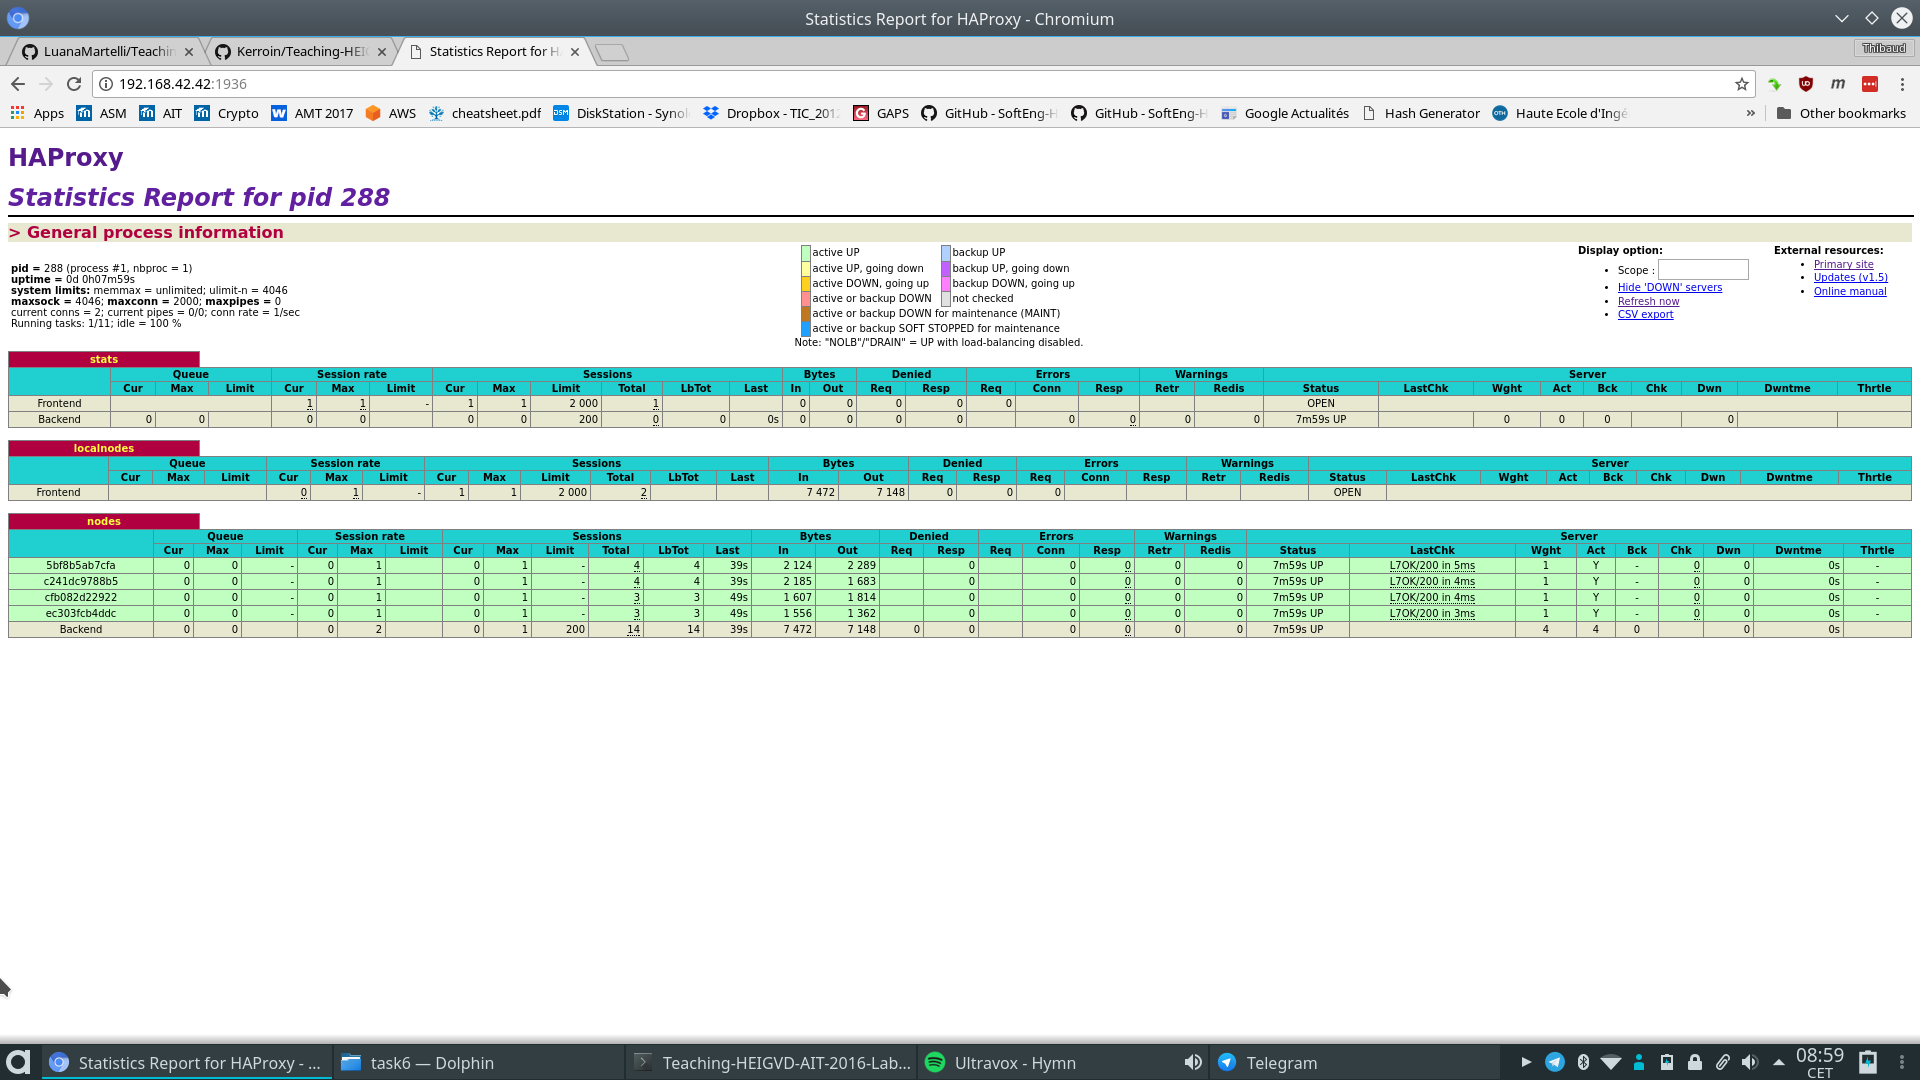 Statistics Report for HAProxy - Chromium
LuanaMartelli/Teachin
Kerroin/Teaching-HEIG
Statistics Report for H
Thibaud
192.168.42.42:1936
Apps ASM AIT Crypto AMT 2017 AWS cheatsheet.pdf DiskStation - Synol Dropbox - TIC_201 GAPS GitHub - SoftEng-H GitHub - SoftEng-H Google Actualités Hash Generator Haute Ecole d'Ingé » Other bookmarks
HAProxy
Statistics Report for pid 288
> General process information
pid = 288 (process #1, nbproc = 1)
uptime = 0d 0h07m59s
system limits: memmax = unlimited; ulimit-n = 4046
maxsock = 4046; maxconn = 2000; maxpipes = 0
current conns = 2; current pipes = 0/0; conn rate = 1/sec
Running tasks: 1/11; idle = 100 %
active UP backup UP
active UP, going down backup UP, going down
active DOWN, going up backup DOWN, going up
active or backup DOWN not checked
active or backup DOWN for maintenance (MAINT)
active or backup SOFT STOPPED for maintenance
Note: "NOLB"/"DRAIN" = UP with load-balancing disabled.
Display option:
• Scope :
• Hide 'DOWN' servers
• Refresh now
• CSV export
External resources:
• Primary site
• Updates (v1.5)
• Online manual
stats
Queue Session rate Sessions Bytes Denied Errors Warnings Server
Cur Max Limit Cur Max Limit Cur Max Limit Total LbTot Last In Out Req Resp Req Conn Resp Retr Redis Status LastChk Wght Act Bck Chk Dwn Dwntme Thrtle
Frontend 1 1 - 1 1 2 000 1 0 0 0 0 0 OPEN
Backend 0 0 0 0 0 0 200 0 0 0s 0 0 0 0 0 0 0 0 7m59s UP 0 0 0 0
localnodes
Queue Session rate Sessions Bytes Denied Errors Warnings Server
Cur Max Limit Cur Max Limit Cur Max Limit Total LbTot Last In Out Req Resp Req Conn Resp Retr Redis Status LastChk Wght Act Bck Chk Dwn Dwntme Thrtle
Frontend 0 1 - 1 1 2 000 2 7 472 7 148 0 0 0 OPEN
nodes
Queue Session rate Sessions Bytes Denied Errors Warnings Server
Cur Max Limit Cur Max Limit Cur Max Limit Total LbTot Last In Out Req Resp Req Conn Resp Retr Redis Status LastChk Wght Act Bck Chk Dwn Dwntme Thrtle
5bf8b5ab7cfa 0 0 - 0 1 0 1 - 4 4 39s 2 124 2 289 0 0 0 0 0 7m59s UP L7OK/200 in 5ms 1 Y - 0 0 0s -
c241dc9788b5 0 0 - 0 1 0 1 - 4 4 39s 2 185 1 683 0 0 0 0 0 7m59s UP L7OK/200 in 4ms 1 Y - 0 0 0s -
cfb082d22922 0 0 - 0 1 0 1 - 3 3 49s 1 607 1 814 0 0 0 0 0 7m59s UP L7OK/200 in 4ms 1 Y - 0 0 0s -
ec303fcb4ddc 0 0 - 0 1 0 1 - 3 3 49s 1 556 1 362 0 0 0 0 0 7m59s UP L7OK/200 in 3ms 1 Y - 0 0 0s -
Backend 0 0 0 2 0 1 200 14 14 39s 7 472 7 148 0 0 0 0 0 0 7m59s UP 4 4 0 0 0s
Statistics Report for HAProxy - ... task6 — Dolphin Teaching-HEIGVD-AIT-2016-Lab... Ultravox - Hymn Telegram 08:59
CET